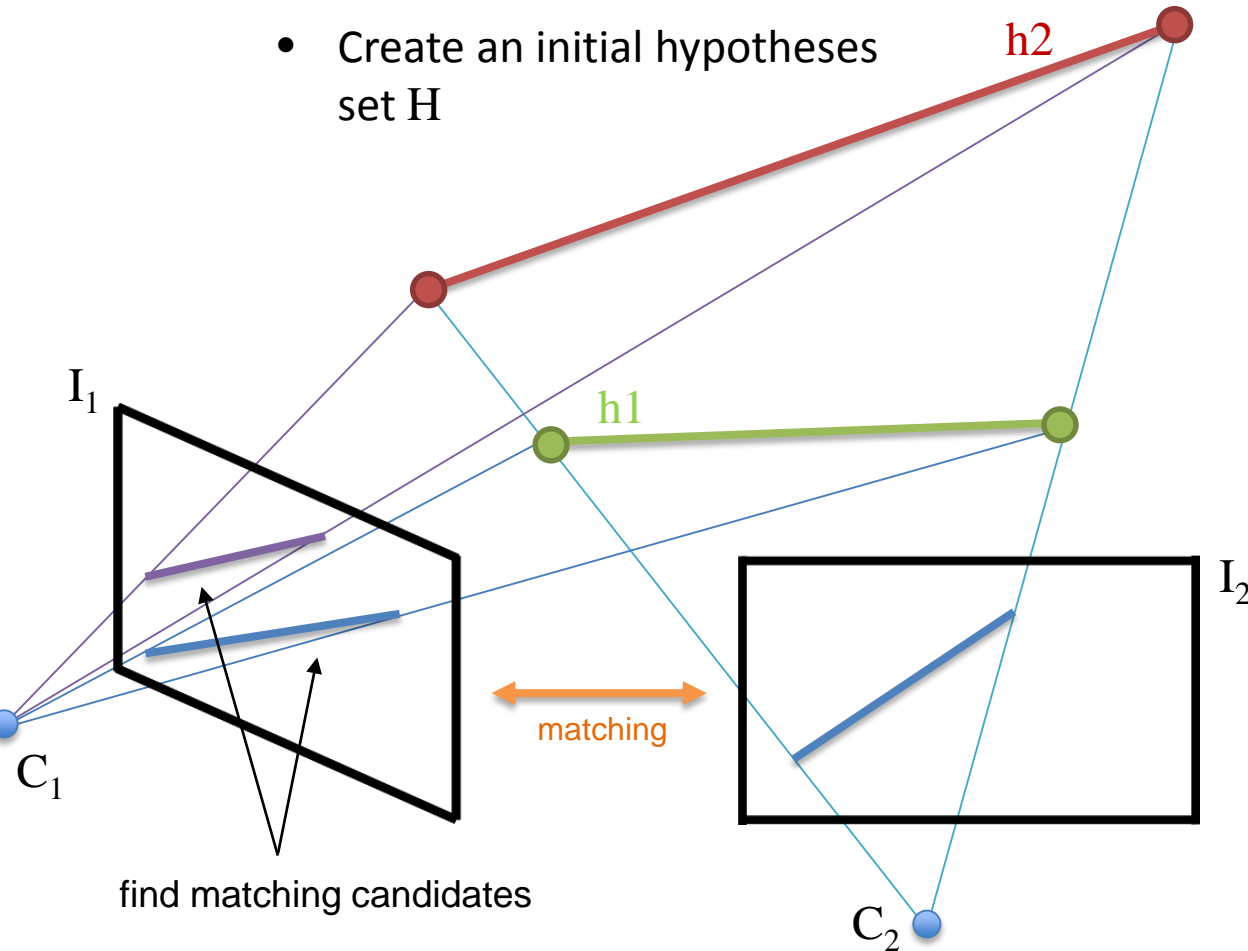 • Create an initial hypotheses
set H
h2
I₁
h1
I₂
matching
C₁
find matching candidates
C₂